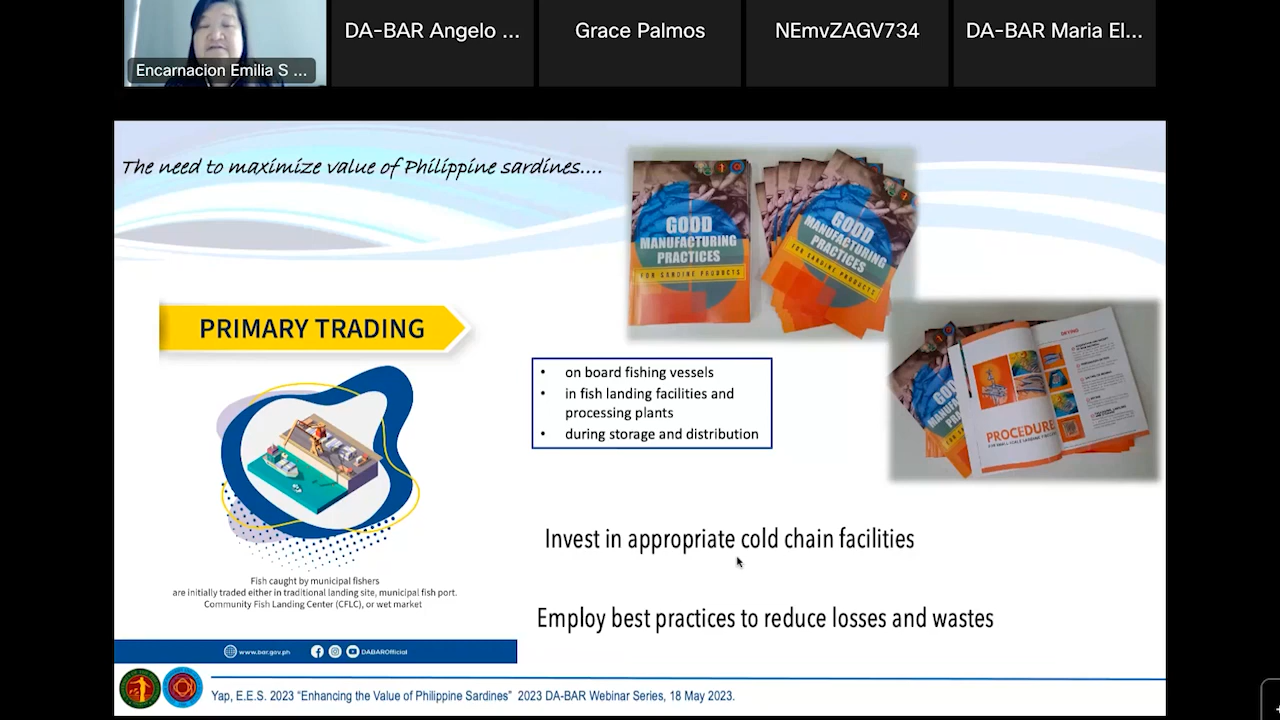 Encarnacion Emilia S ...
DA-BAR Angelo ...
Grace Palmos
NEmvZAGV734
DA-BAR Maria El...
The need to maximize value of Philippine sardines....
GOOD
MANUFACTURING
PRACTICES
FOR SARDINE PRODUCTS
GOOD
MANUFACTURING
PRACTICES
FOR SARDINE PRODUCTS
PRIMARY TRADING
• on board fishing vessels
• in fish landing facilities and
processing plants
• during storage and distribution
PROCEDURE
Invest in appropriate cold chain facilities
Fish caught by municipal fishers
are initially traded either in traditional landing site, municipal fish port.
Community Fish Landing Center (CFLC), or wet market
Employ best practices to reduce losses and wastes
www.bar.gov.ph
DABAROfficial
Yap, E.E.S. 2023 “Enhancing the Value of Philippine Sardines” 2023 DA-BAR Webinar Series, 18 May 2023.